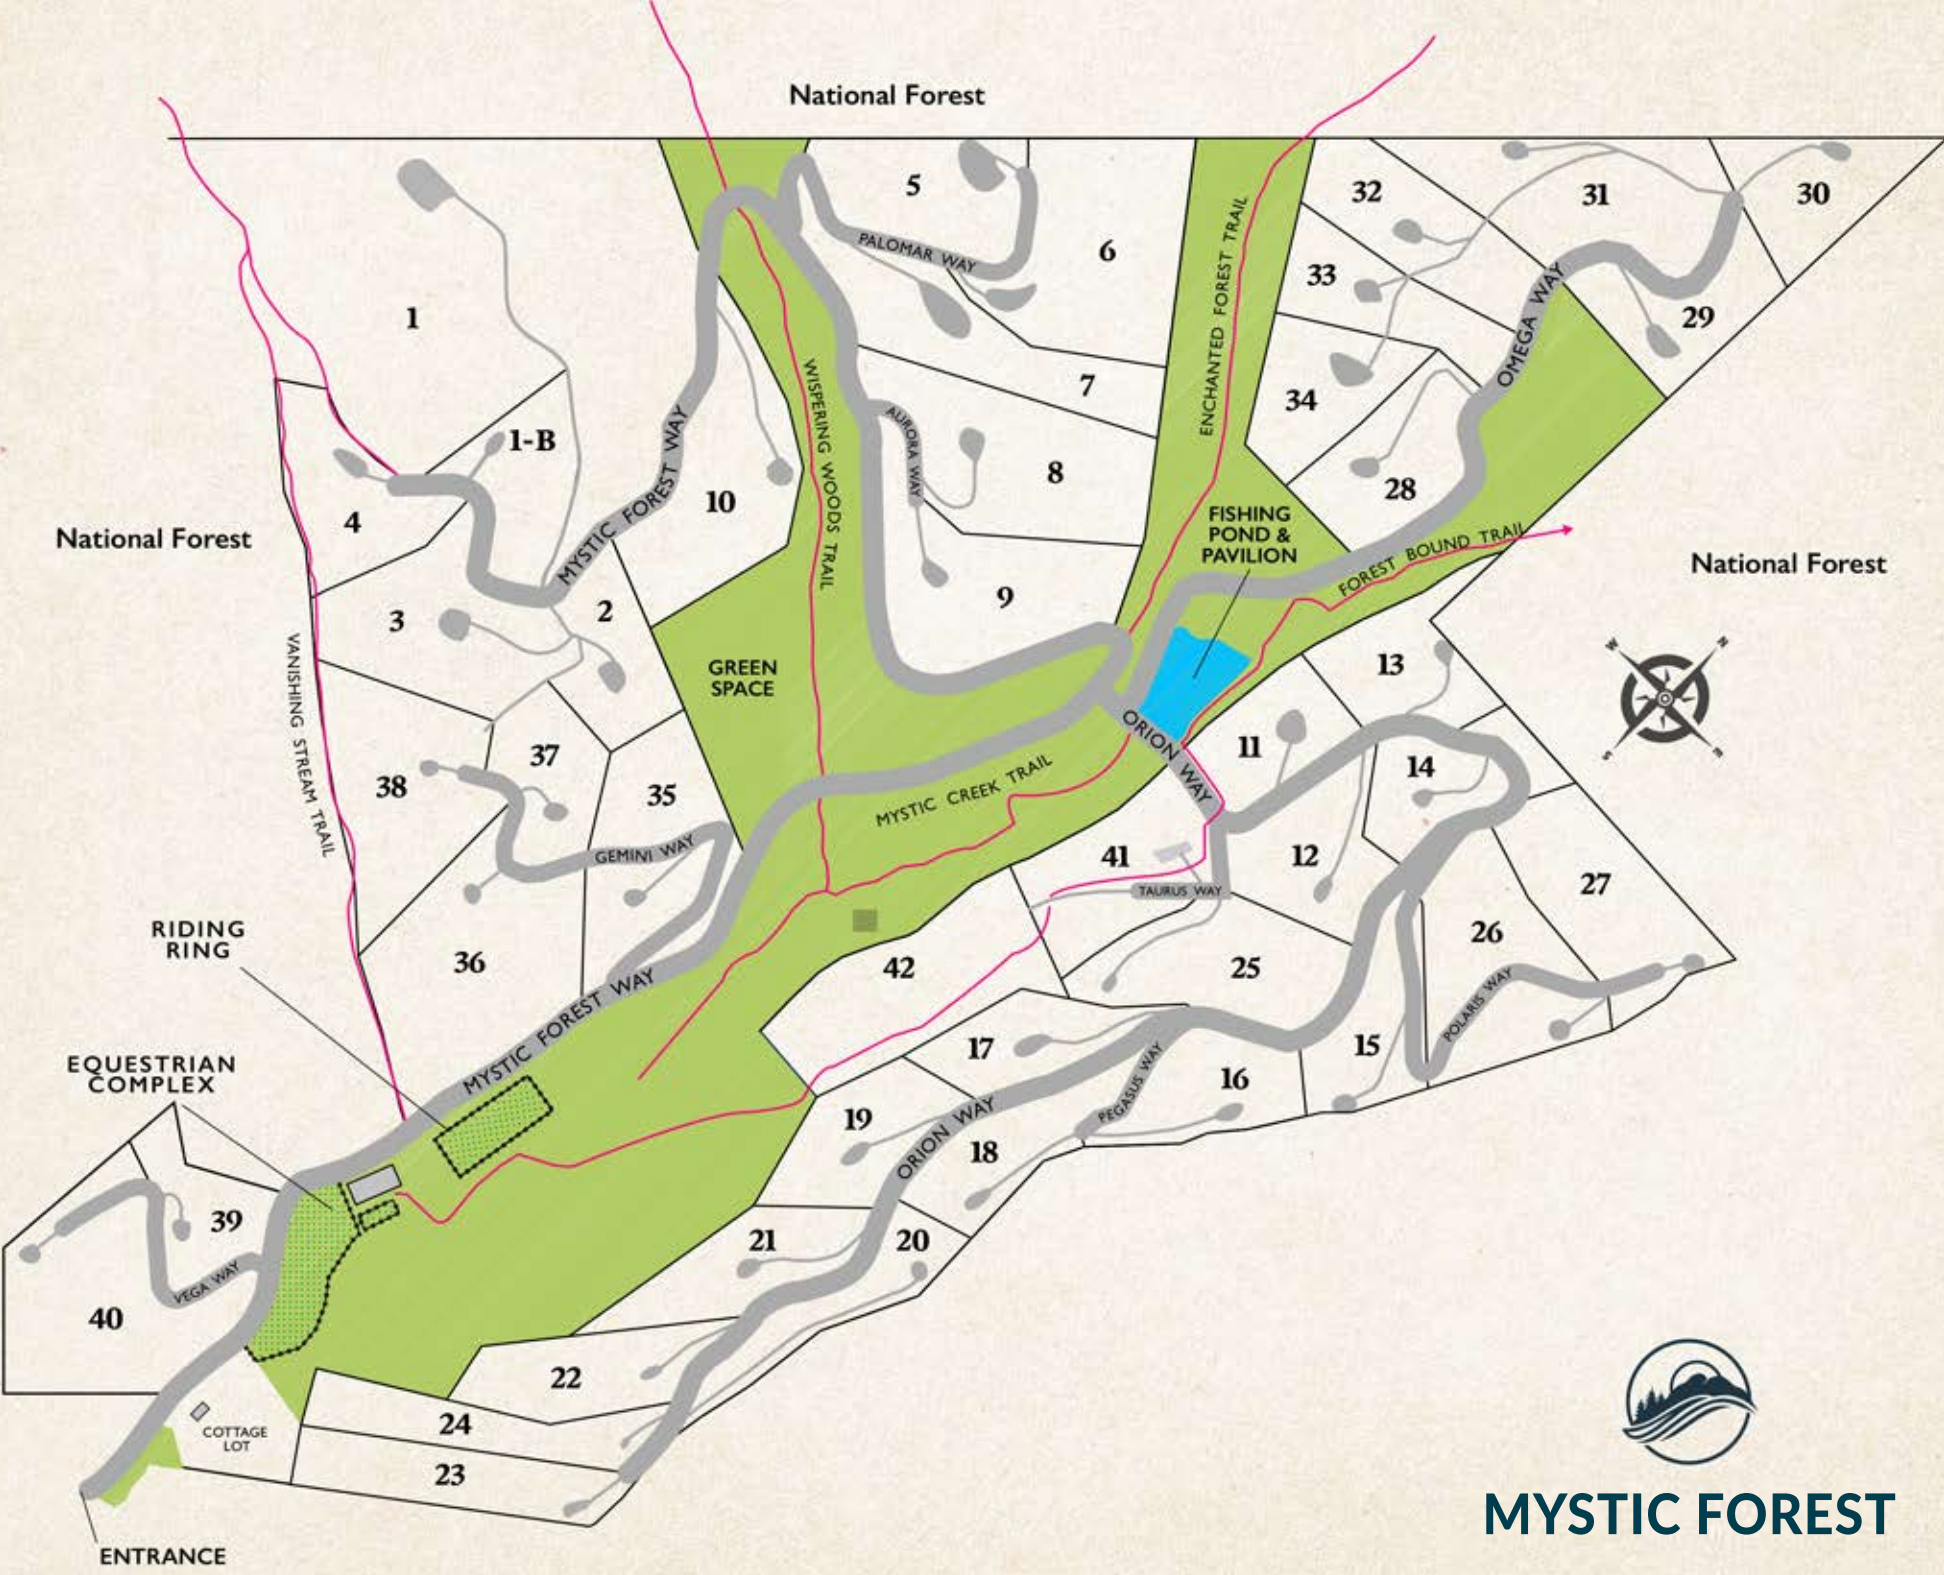 National Forest
5
32
31
30
6
PALOMAR WAY
ENCHANTED FOREST TRAIL
33
1
OMEGA WAY
29
7
WISPERING WOODS TRAIL
34
AURORA WAY
1-B
MYSTIC FOREST WAY
8
10
28
4
National Forest
FISHING
POND &
PAVILION
FOREST BOUND TRAIL
National Forest
9
2
3
VANISHING STREAM TRAIL
GREEN
SPACE
13
W
N
S
E
ORION WAY
11
37
14
38
35
MYSTIC CREEK TRAIL
GEMINI WAY
41
12
TAURUS WAY
27
RIDING
RING
26
36
42
25
MYSTIC FOREST WAY
POLARIS WAY
17
15
EQUESTRIAN
COMPLEX
PEGASUS WAY
16
19
ORION WAY
18
39
21
20
VEGA WAY
40
22
24
COTTAGE
LOT
23
MYSTIC FOREST
ENTRANCE